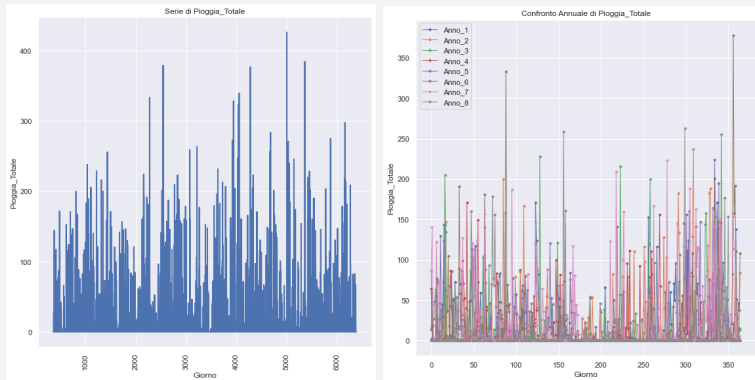 Serie di Pioggia_Totale
Pioggia_Totale
400
300
200
100
0
1000
2000
3000
4000
5000
6000
Giorno
Confronto Annuale di Pioggia_Totale
Anno_1
Anno_2
Anno_3
Anno_4
Anno_5
Anno_6
Anno_7
Anno_8
Pioggia_Totale
350
300
250
200
150
100
50
0
0
50
100
150
200
250
300
350
Giorno